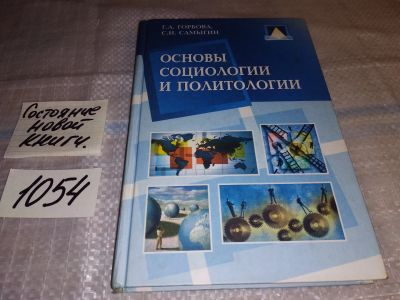 Г.А. ГОРБОВА,
С.И. САМЫГИН
ОСНОВЫ
СОЦИОЛОГИИ
И ПОЛИТОЛОГИИ
Состояние
новой
книги.
1054